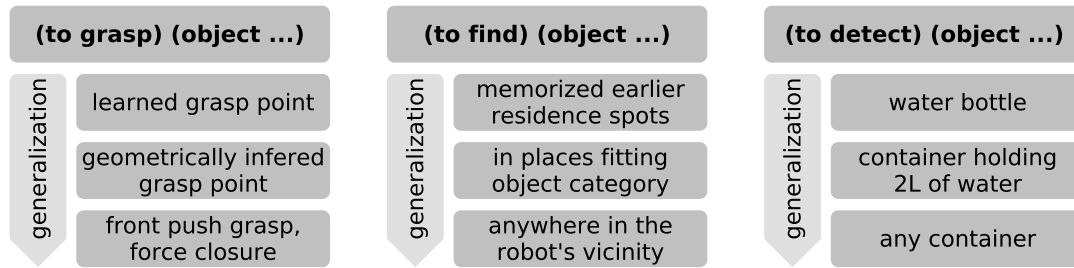 (to grasp) (object ...)
generalization
learned grasp point
geometrically infered
grasp point
front push grasp,
force closure
(to find) (object ...)
generalization
memorized earlier
residence spots
in places fitting
object category
anywhere in the
robot's vicinity
(to detect) (object ...)
generalization
water bottle
container holding
2L of water
any container